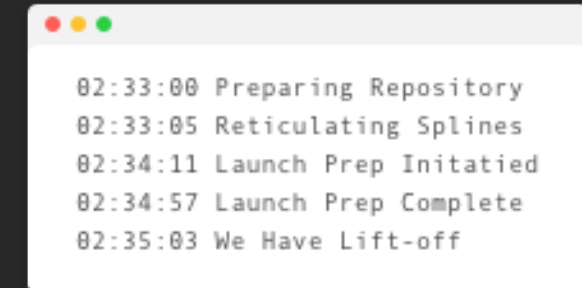 02:33:00 Preparing Repository
02:33:05 Reticulating Splines
02:34:11 Launch Prep Initatied
02:34:57 Launch Prep Complete
02:35:03 We Have Lift-off